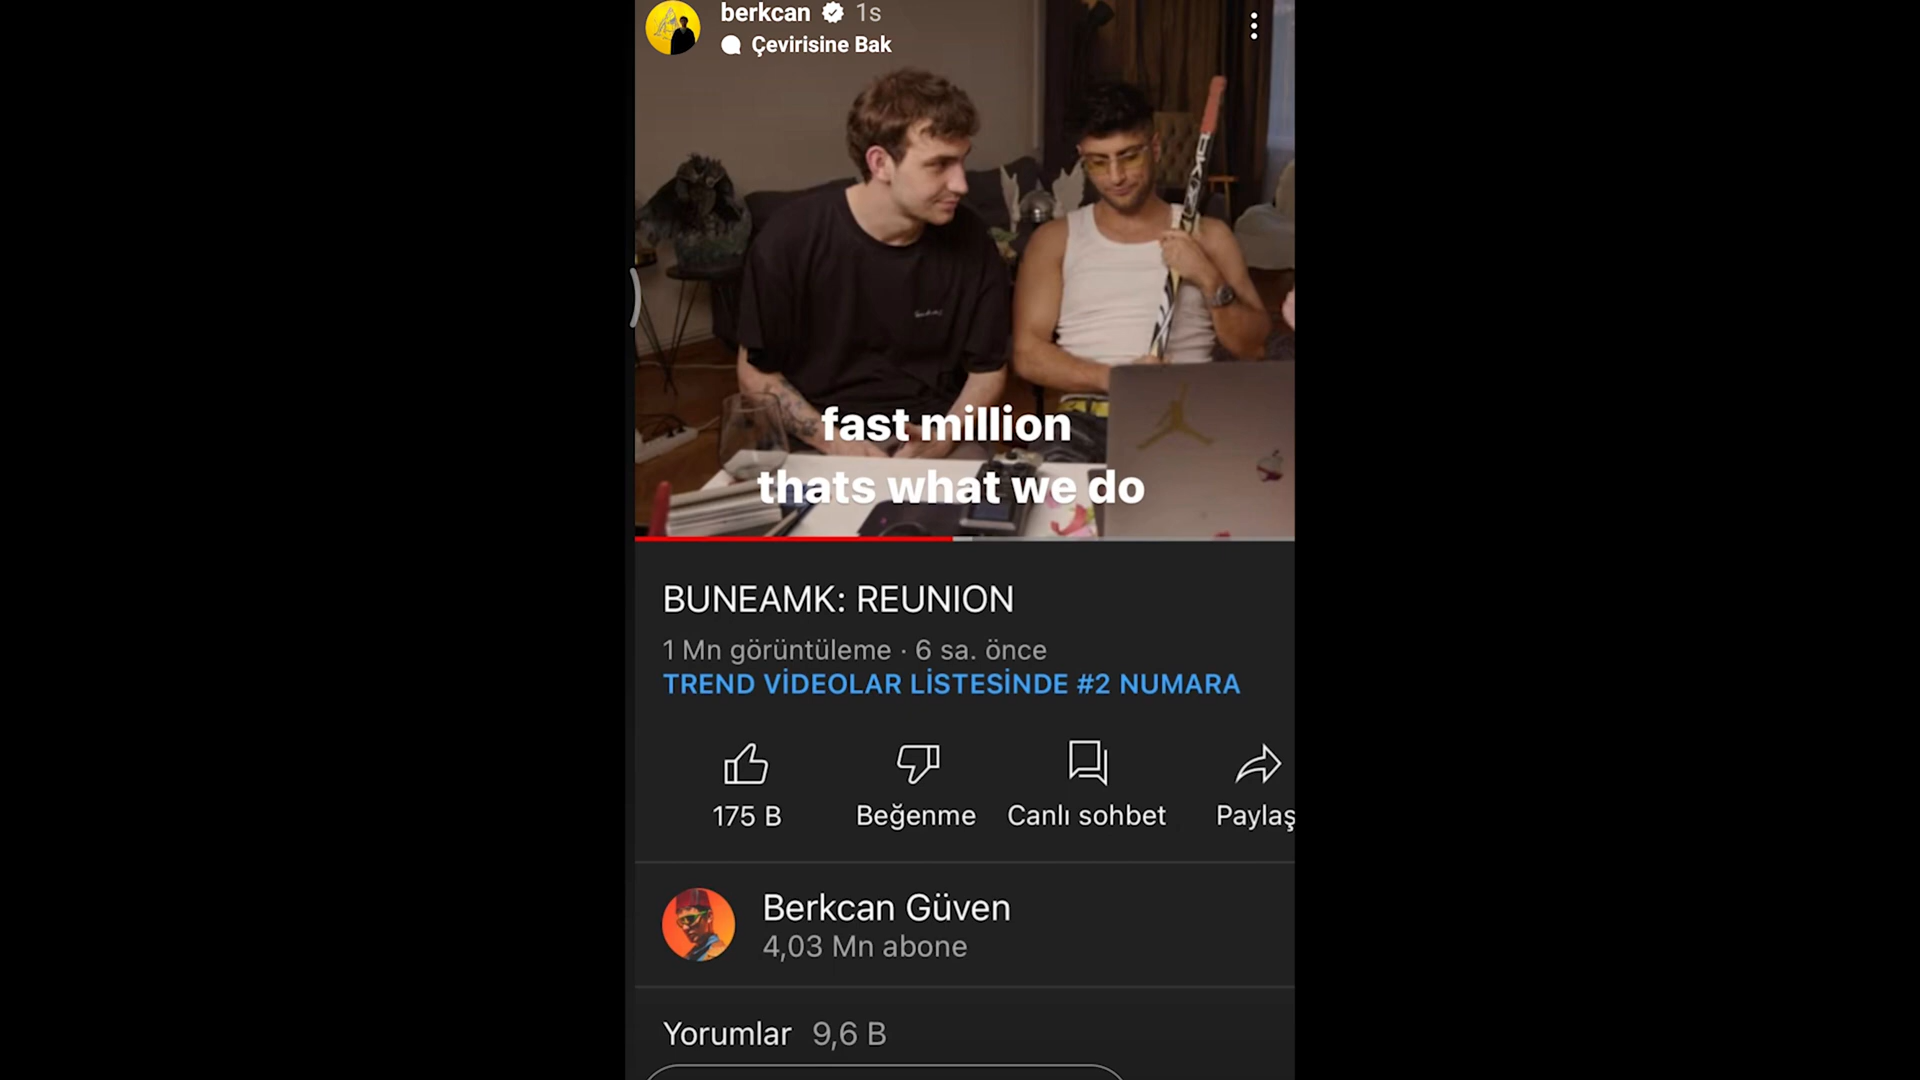 berkcan 1s
Çevirisine Bak
fast million
thats what we do
BUNEAMK: REUNION
1 Mn görüntüleme · 6 sa. önce
TREND VİDEOLAR LİSTESİNDE #2 NUMARA
175 B Beğenme Canlı sohbet Paylaş
Berkcan Güven
4,03 Mn abone
Yorumlar 9,6 B